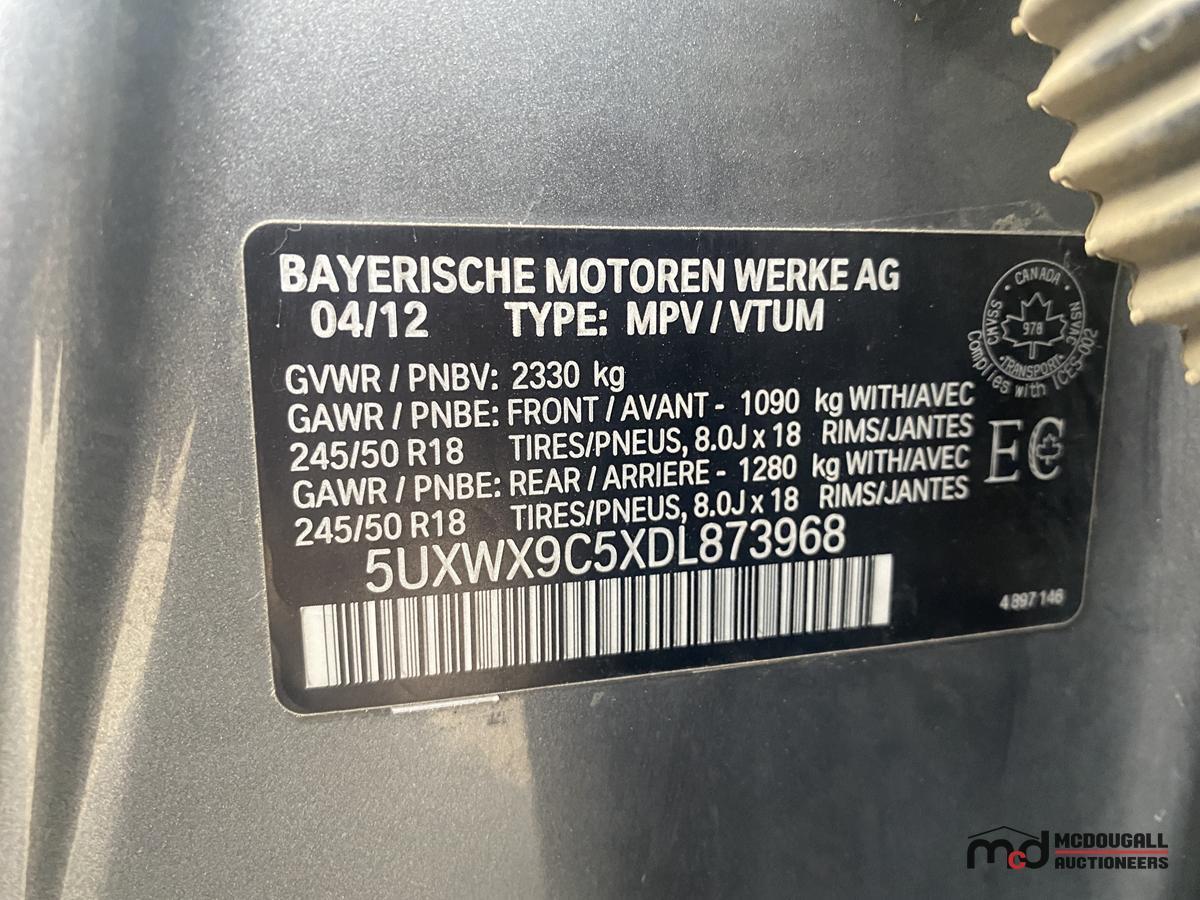 BAYERISCHE MOTOREN WERKE AG
04/12 TYPE: MPV / VTUM
GVWR / PNBV: 2330 kg
GAWR / PNBE: FRONT / AVANT - 1090 kg WITH/AVEC
245/50 R18 TIRES/PNEUS, 8.0J x 18 RIMS/JANTES
GAWR / PNBE: REAR / ARRIERE - 1280 kg WITH/AVEC
245/50 R18 TIRES/PNEUS, 8.0J x 18 RIMS/JANTES
5UXWX9C5XDL873968
4 897 146
CANADA
CMVSS
NSVAC
978
TRANSPORT
Complies with ICES-002
EC
mcd MCDOUGALL
AUCTIONEERS